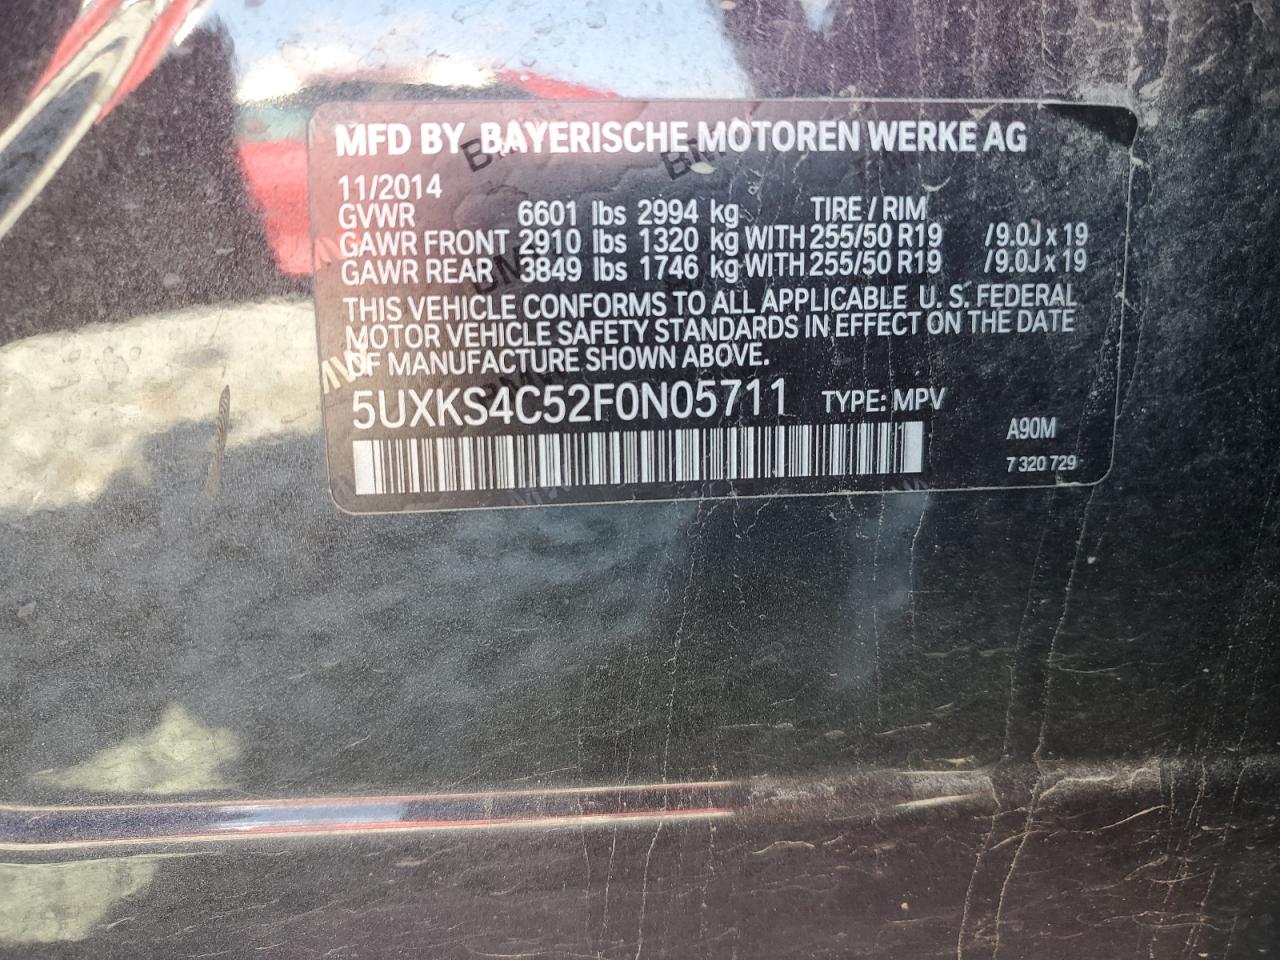 MFD BY BAYERISCHE MOTOREN WERKE AG
11/2014
GVWR 6601 lbs 2994 kg TIRE / RIM
GAWR FRONT 2910 lbs 1320 kg WITH 255/50 R19 /9.0J x 19
GAWR REAR 3849 lbs 1746 kg WITH 255/50 R19 /9.0J x 19
THIS VEHICLE CONFORMS TO ALL APPLICABLE U. S. FEDERAL
MOTOR VEHICLE SAFETY STANDARDS IN EFFECT ON THE DATE
OF MANUFACTURE SHOWN ABOVE.
5UXKS4C52F0N05711 TYPE: MPV
A90M
7 320 729